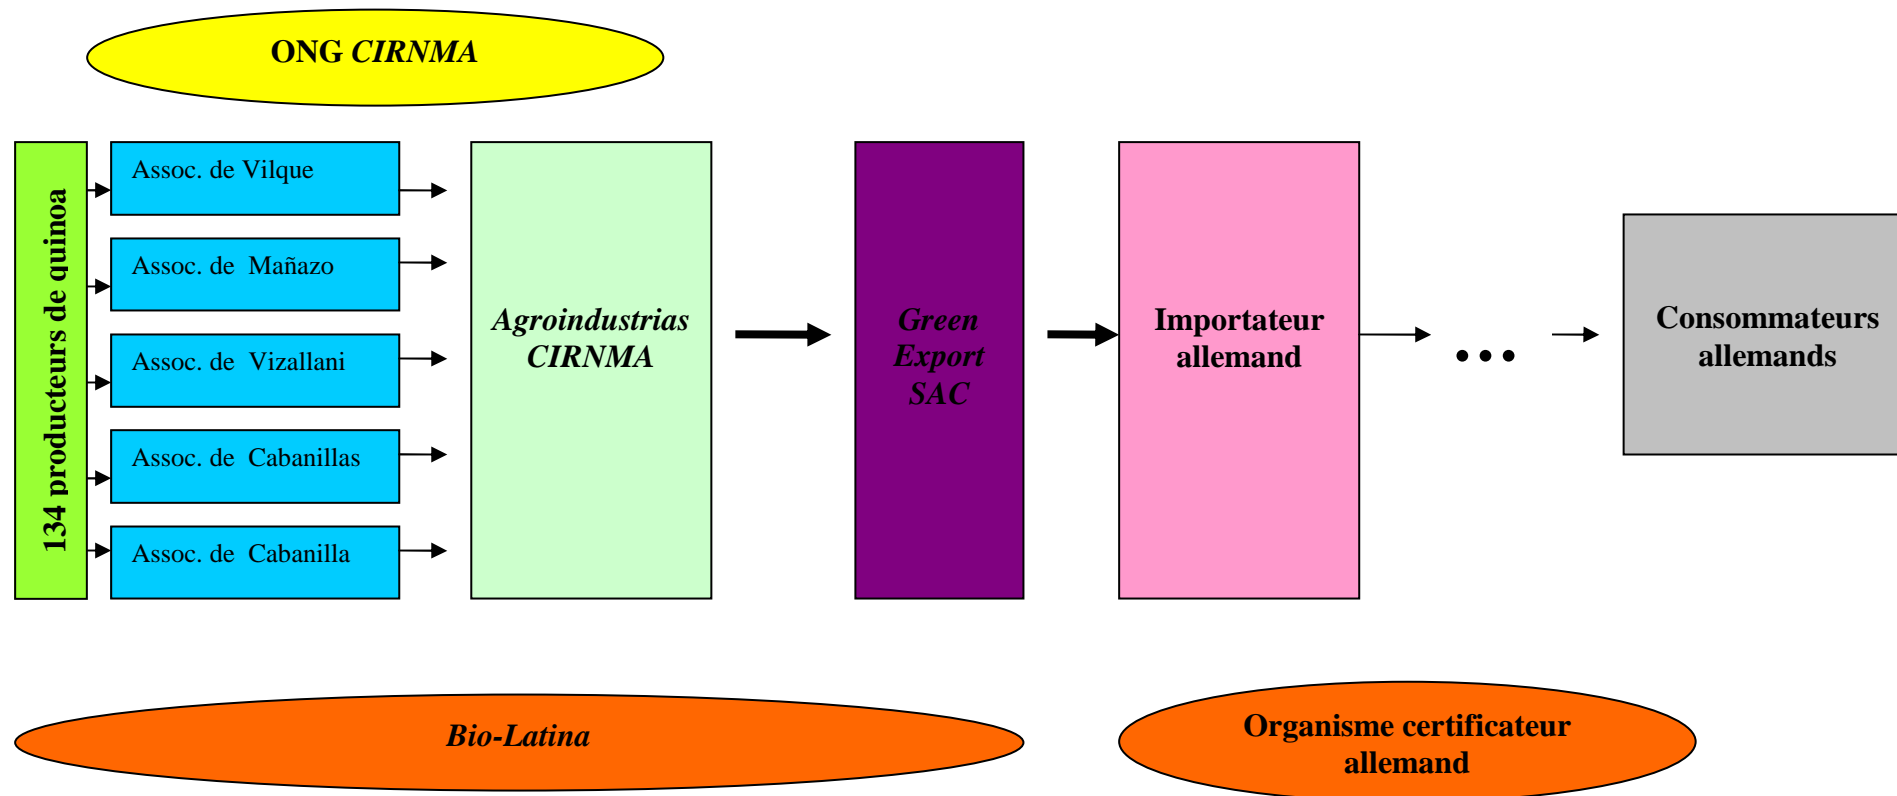 ONG CIRNMA
134 producteurs de quinoa
Assoc. de Vilque
Assoc. de Mañazo
Assoc. de Vizallani
Assoc. de Cabanillas
Assoc. de Cabanilla
Agroindustrias
CIRNMA
Green
Export
SAC
Importateur
allemand
...
Consommateurs
allemands
Bio-Latina
Organisme certificateur
allemand